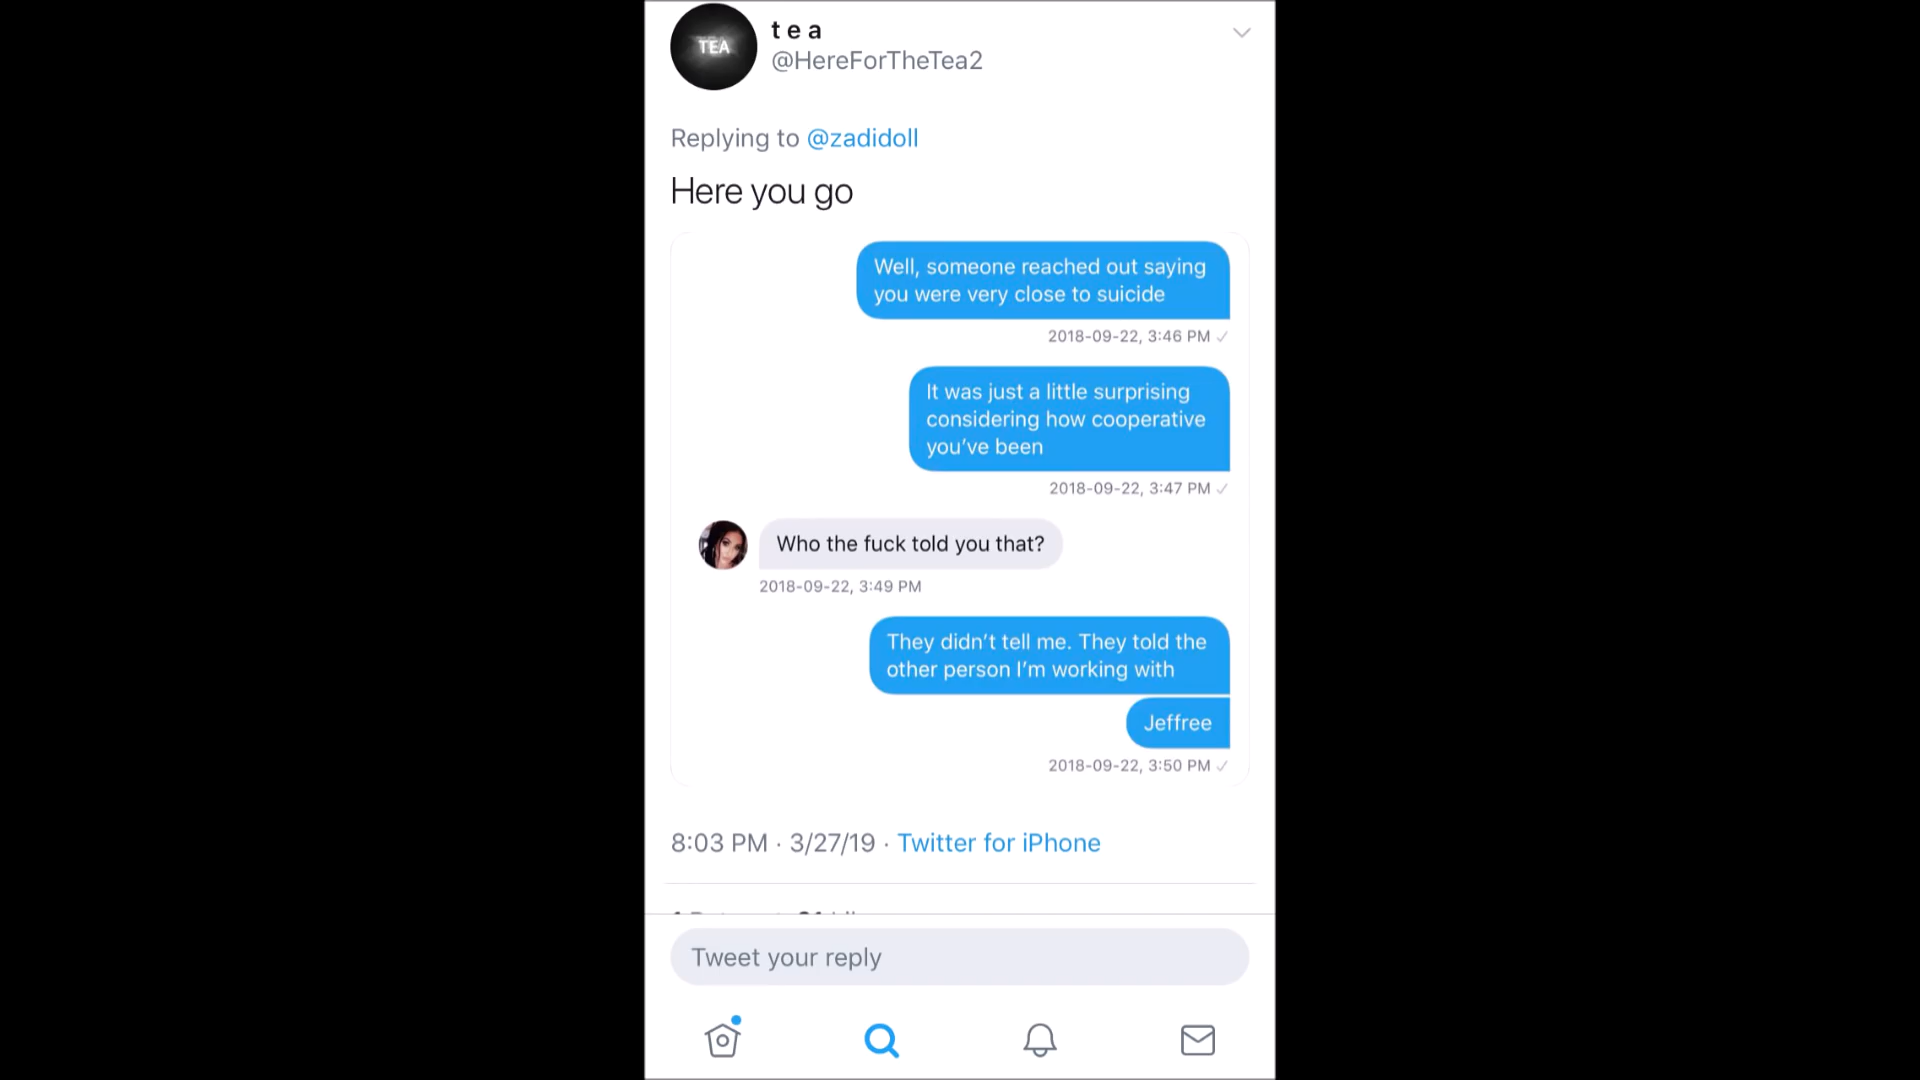 TEA
t e a
@HereForTheTea2
Replying to @zadidoll
Here you go
Well, someone reached out saying
you were very close to suicide
2018-09-22, 3:46 PM ✓
It was just a little surprising
considering how cooperative
you've been
2018-09-22, 3:47 PM ✓
Who the fuck told you that?
2018-09-22, 3:49 PM
They didn't tell me. They told the
other person I'm working with
Jeffree
2018-09-22, 3:50 PM ✓
8:03 PM · 3/27/19 · Twitter for iPhone
Tweet your reply